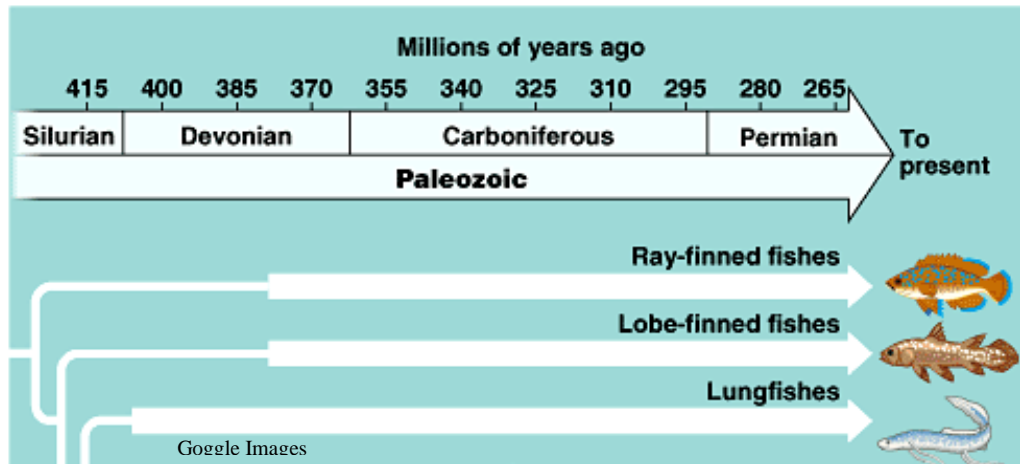 Millions of years ago
415 400 385 370 355 340 325 310 295 280 265
Silurian Devonian Carboniferous Permian
To
present
Paleozoic
Ray-finned fishes
Lobe-finned fishes
Lungfishes
Goggle Images